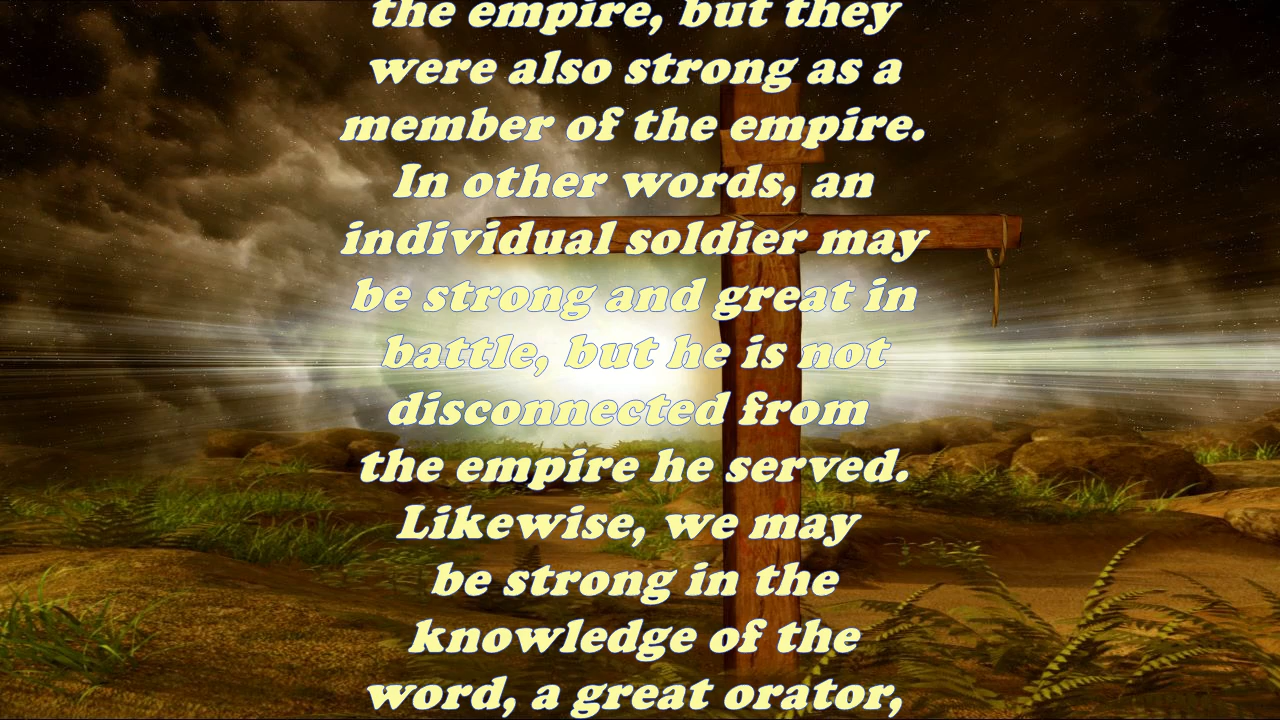 the empire, but they
were also strong as a
member of the empire.
In other words, an
individual soldier may
be strong and great in
battle, but he is not
disconnected from
the empire he served.
Likewise, we may
be strong in the
knowledge of the
word, a great orator,